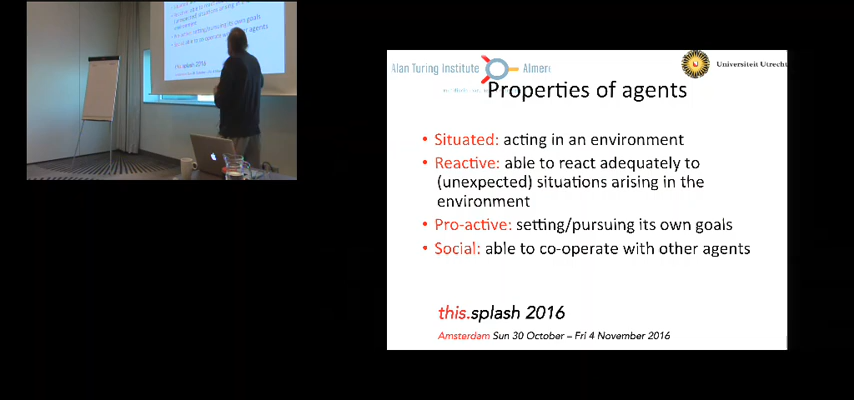 Alan Turing Institute
Almere
Universiteit Utrecht
Properties of agents
• Situated: acting in an environment
• Reactive: able to react adequately to
(unexpected) situations arising in the
environment
• Pro-active: setting/pursuing its own goals
• Social: able to co-operate with other agents
this.splash 2016
Amsterdam Sun 30 October – Fri 4 November 2016